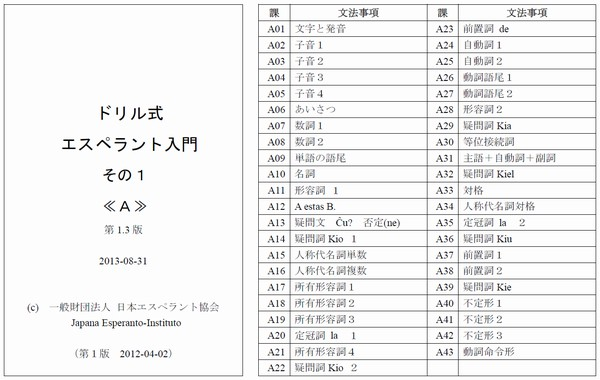 ドリル式
エスペラント入門
その1
≪A≫
第 1.3 版
2013-08-31
(c) 一般財団法人 日本エスペラント協会
Japana Esperanto-Instituto
(第1版 2012-04-02)
課 文法事項 課 文法事項
A01 文字と発音 A23 前置詞 de
A02 子音1 A24 自動詞1
A03 子音2 A25 自動詞2
A04 子音3 A26 動詞語尾1
A05 子音4 A27 動詞語尾2
A06 あいさつ A28 形容詞2
A07 数詞1 A29 疑問詞 Kia
A08 数詞2 A30 等位接続詞
A09 単語の語尾 A31 主語+自動詞+副詞
A10 名詞 A32 疑問詞 Kiel
A11 形容詞 1 A33 対格
A12 A estas B. A34 人称代名詞対格
A13 疑問文 Ĉu? 否定(ne) A35 定冠詞 la 2
A14 疑問詞 Kio 1 A36 疑問詞 Kiu
A15 人称代名詞単数 A37 前置詞1
A16 人称代名詞複数 A38 前置詞2
A17 所有形容詞1 A39 疑問詞 Kie
A18 所有形容詞2 A40 不定形1
A19 所有形容詞3 A41 不定形2
A20 定冠詞 la 1 A42 不定形3
A21 所有形容詞4 A43 動詞命令形
A22 疑問詞 Kio 2